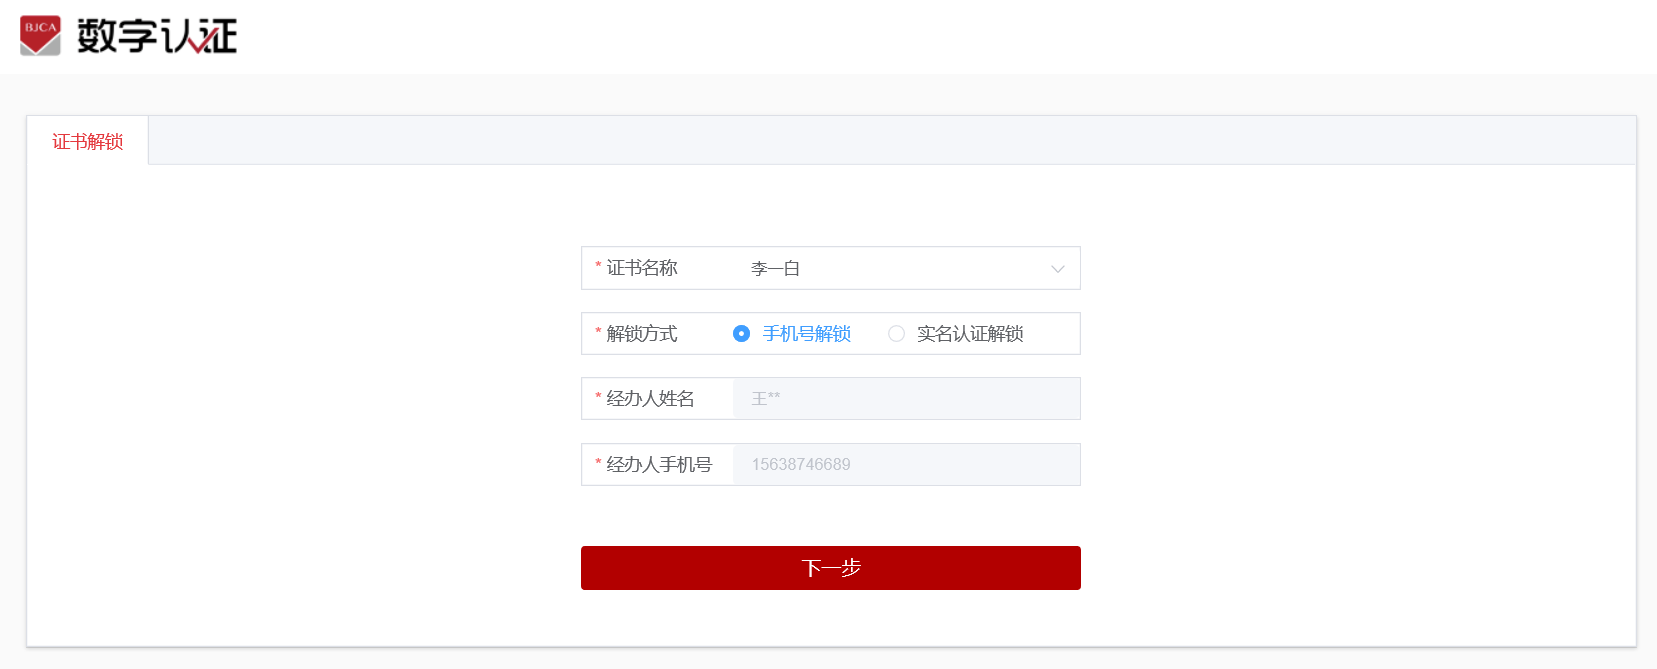 BJCA 数字认证
证书解锁
* 证书名称 李一白
* 解锁方式 手机号解锁 实名认证解锁
* 经办人姓名 王**
* 经办人手机号 15638746689
下一步